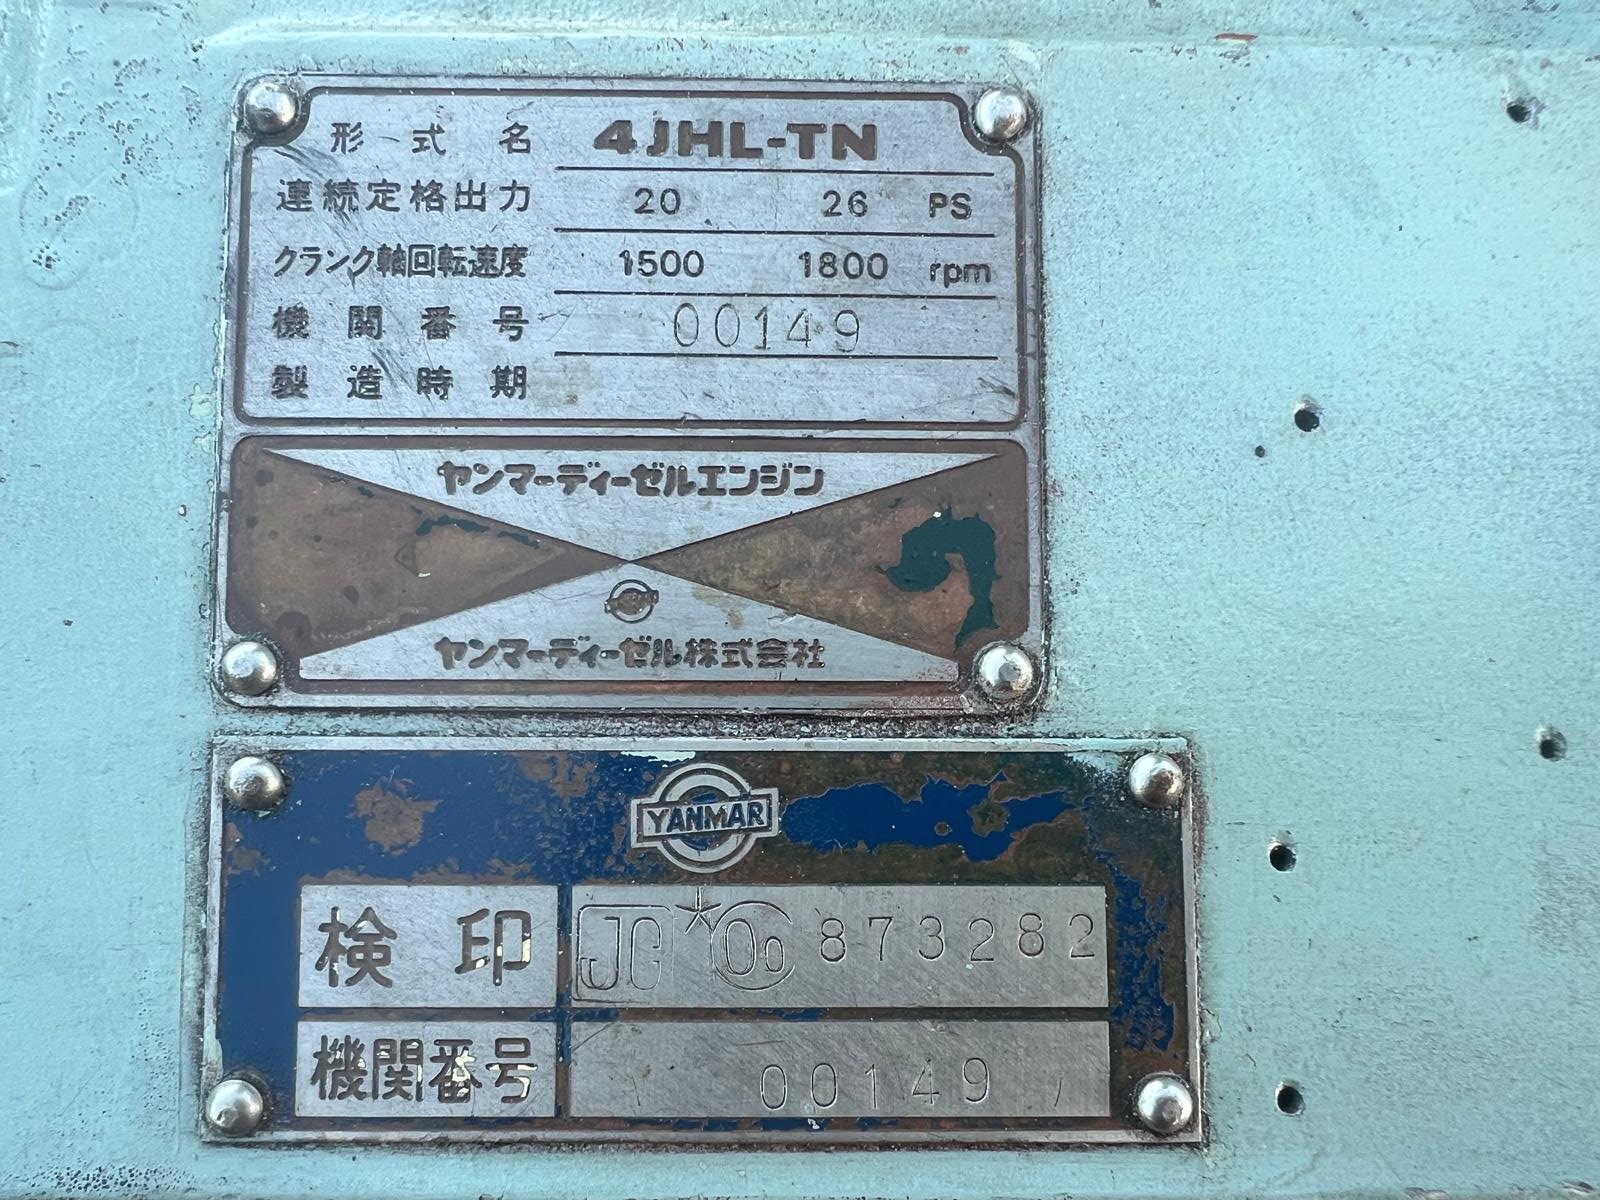 形式名 4JHL-TN
連続定格出力 20 26 PS
クランク軸回転速度 1500 1800 rpm
機関番号 00149
製造時期
ヤンマーディーゼルエンジン
ヤンマーディーゼル株式会社
YANMAR
検印 JC 873282
機関番号 00149